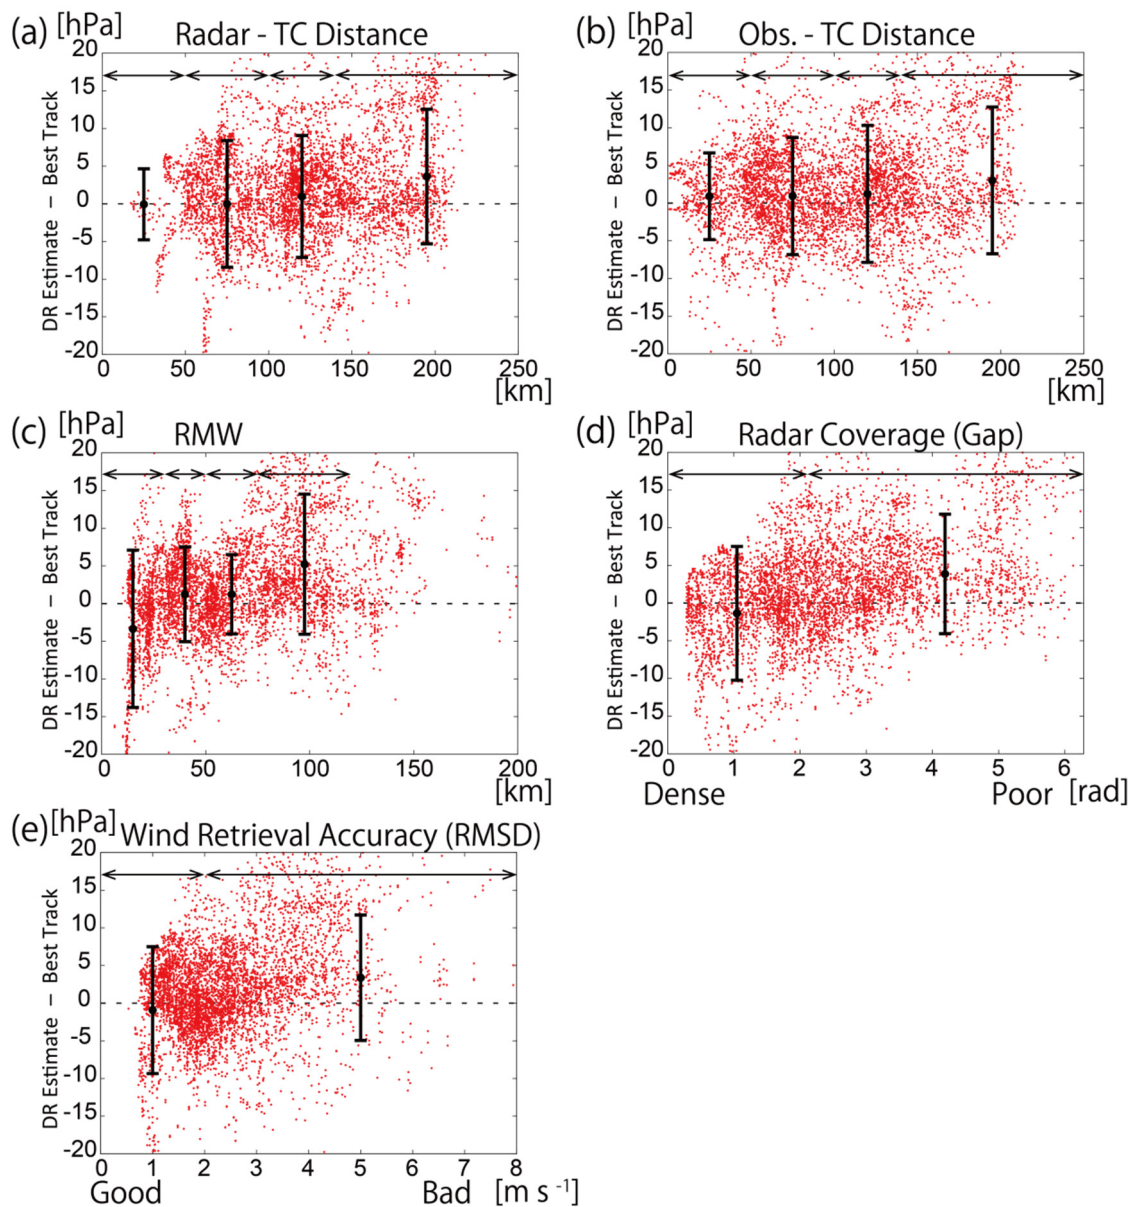 (a) [hPa] Radar - TC Distance
20
15
10
5
0
-5
-10
-15
-20
DR Estimate – Best Track
0 50 100 150 200 250
[km]
(b) [hPa] Obs. - TC Distance
20
15
10
5
0
-5
-10
-15
-20
DR Estimate – Best Track
0 50 100 150 200 250
[km]
(c) [hPa] RMW
20
15
10
5
0
-5
-10
-15
-20
DR Estimate – Best Track
0 50 100 150 200
[km]
(d) [hPa] Radar Coverage (Gap)
20
15
10
5
0
-5
-10
-15
-20
DR Estimate – Best Track
0 1 2 3 4 5 6
Dense Poor [rad]
(e) [hPa] Wind Retrieval Accuracy (RMSD)
20
15
10
5
0
-5
-10
-15
-20
DR Estimate – Best Track
0 1 2 3 4 5 6 7 8
Good Bad [m s -1]